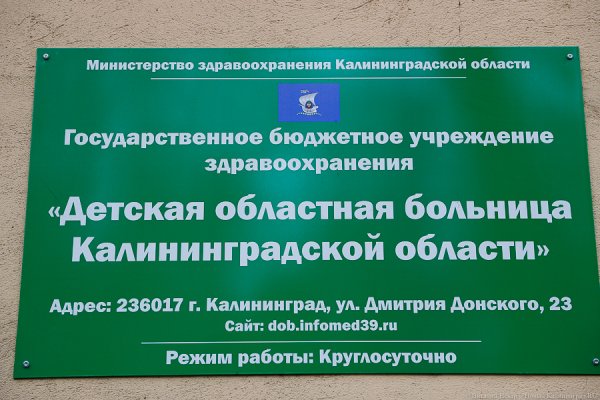 Министерство здравоохранения Калининградской области
Государственное бюджетное учреждение
здравоохранения
«Детская областная больница
Калининградской области»
Адрес: 236017 г. Калининград, ул. Дмитрия Донского, 23
Сайт: dob.infomed39.ru
Режим работы: Круглосуточно